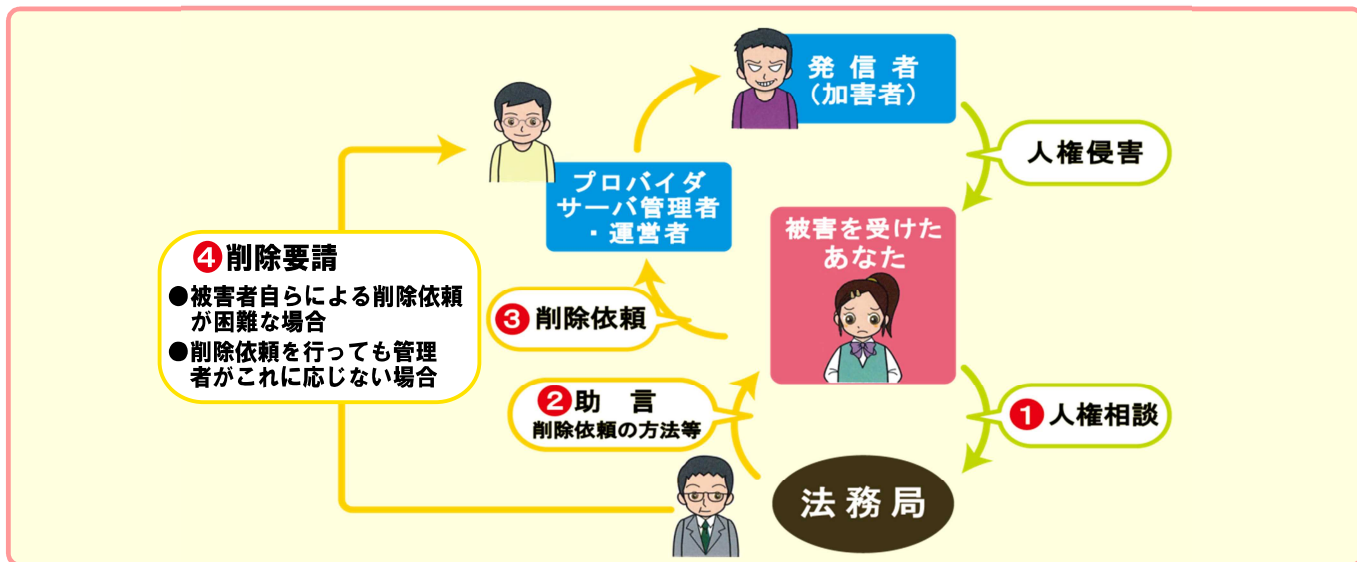 発信者
（加害者）
人権侵害
プロバイダ
サーバ管理者
・運営者
被害を受けた
あなた
❹削除要請
●被害者自らによる削除依頼
が困難な場合
●削除依頼を行っても管理
者がこれに応じない場合
❸削除依頼
❷助　言
削除依頼の方法等
❶人権相談
法務局